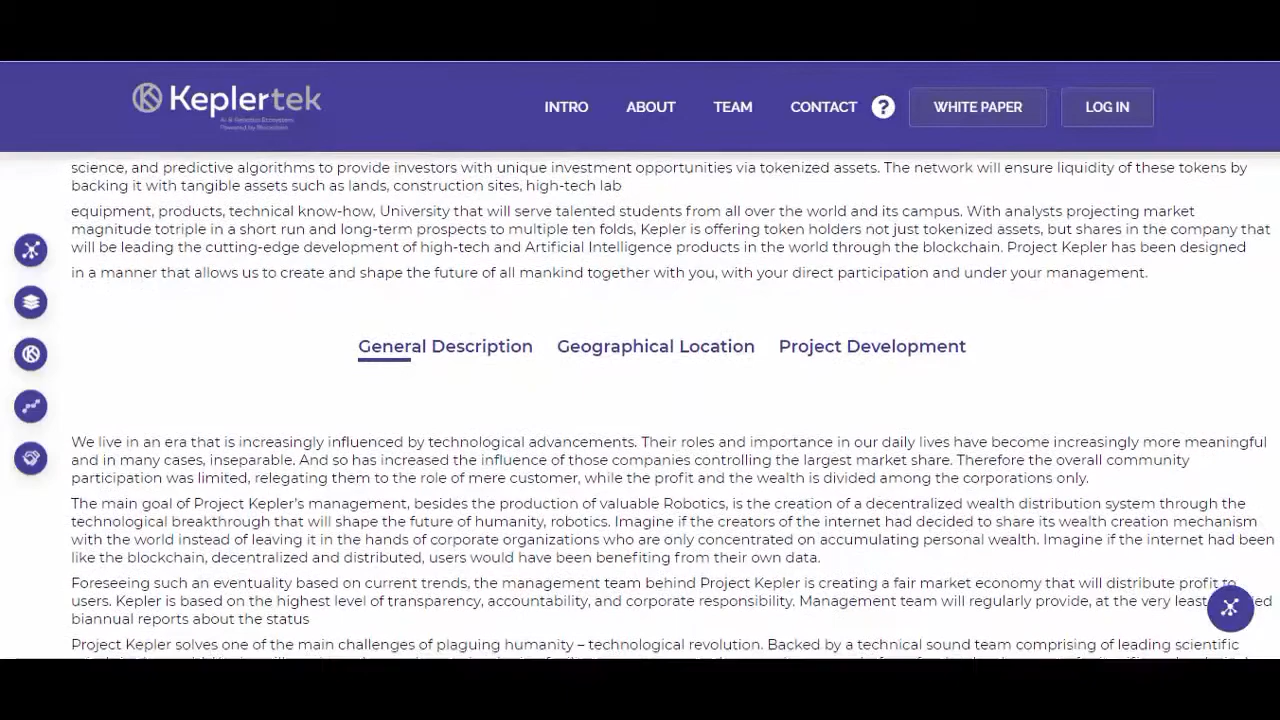 Keplertek
AI & Robotics Ecosystem
Powered by Blockchain
INTRO
ABOUT
TEAM
CONTACT
?
WHITE PAPER
LOG IN
science, and predictive algorithms to provide investors with unique investment opportunities via tokenized assets. The network will ensure liquidity of these tokens by
backing it with tangible assets such as lands, construction sites, high-tech lab
equipment, products, technical know-how, University that will serve talented students from all over the world and its campus. With analysts projecting market
magnitude totriple in a short run and long-term prospects to multiple ten folds, Kepler is offering token holders not just tokenized assets, but shares in the company that
will be leading the cutting-edge development of high-tech and Artificial Intelligence products in the world through the blockchain. Project Kepler has been designed
in a manner that allows us to create and shape the future of all mankind together with you, with your direct participation and under your management.
General Description
Geographical Location
Project Development
We live in an era that is increasingly influenced by technological advancements. Their roles and importance in our daily lives have become increasingly more meaningful
and in many cases, inseparable. And so has increased the influence of those companies controlling the largest market share. Therefore the overall community
participation was limited, relegating them to the role of mere customer, while the profit and the wealth is divided among the corporations only.
The main goal of Project Kepler's management, besides the production of valuable Robotics, is the creation of a decentralized wealth distribution system through the
technological breakthrough that will shape the future of humanity, robotics. Imagine if the creators of the internet had decided to share its wealth creation mechanism
with the world instead of leaving it in the hands of corporate organizations who are only concentrated on accumulating personal wealth. Imagine if the internet had been
like the blockchain, decentralized and distributed, users would have been benefiting from their own data.
Foreseeing such an eventuality based on current trends, the management team behind Project Kepler is creating a fair market economy that will distribute profit to
users. Kepler is based on the highest level of transparency, accountability, and corporate responsibility. Management team will regularly provide, at the very least
biannual reports about the status
Project Kepler solves one of the main challenges of plaguing humanity – technological revolution. Backed by a technical sound team comprising of leading scientific